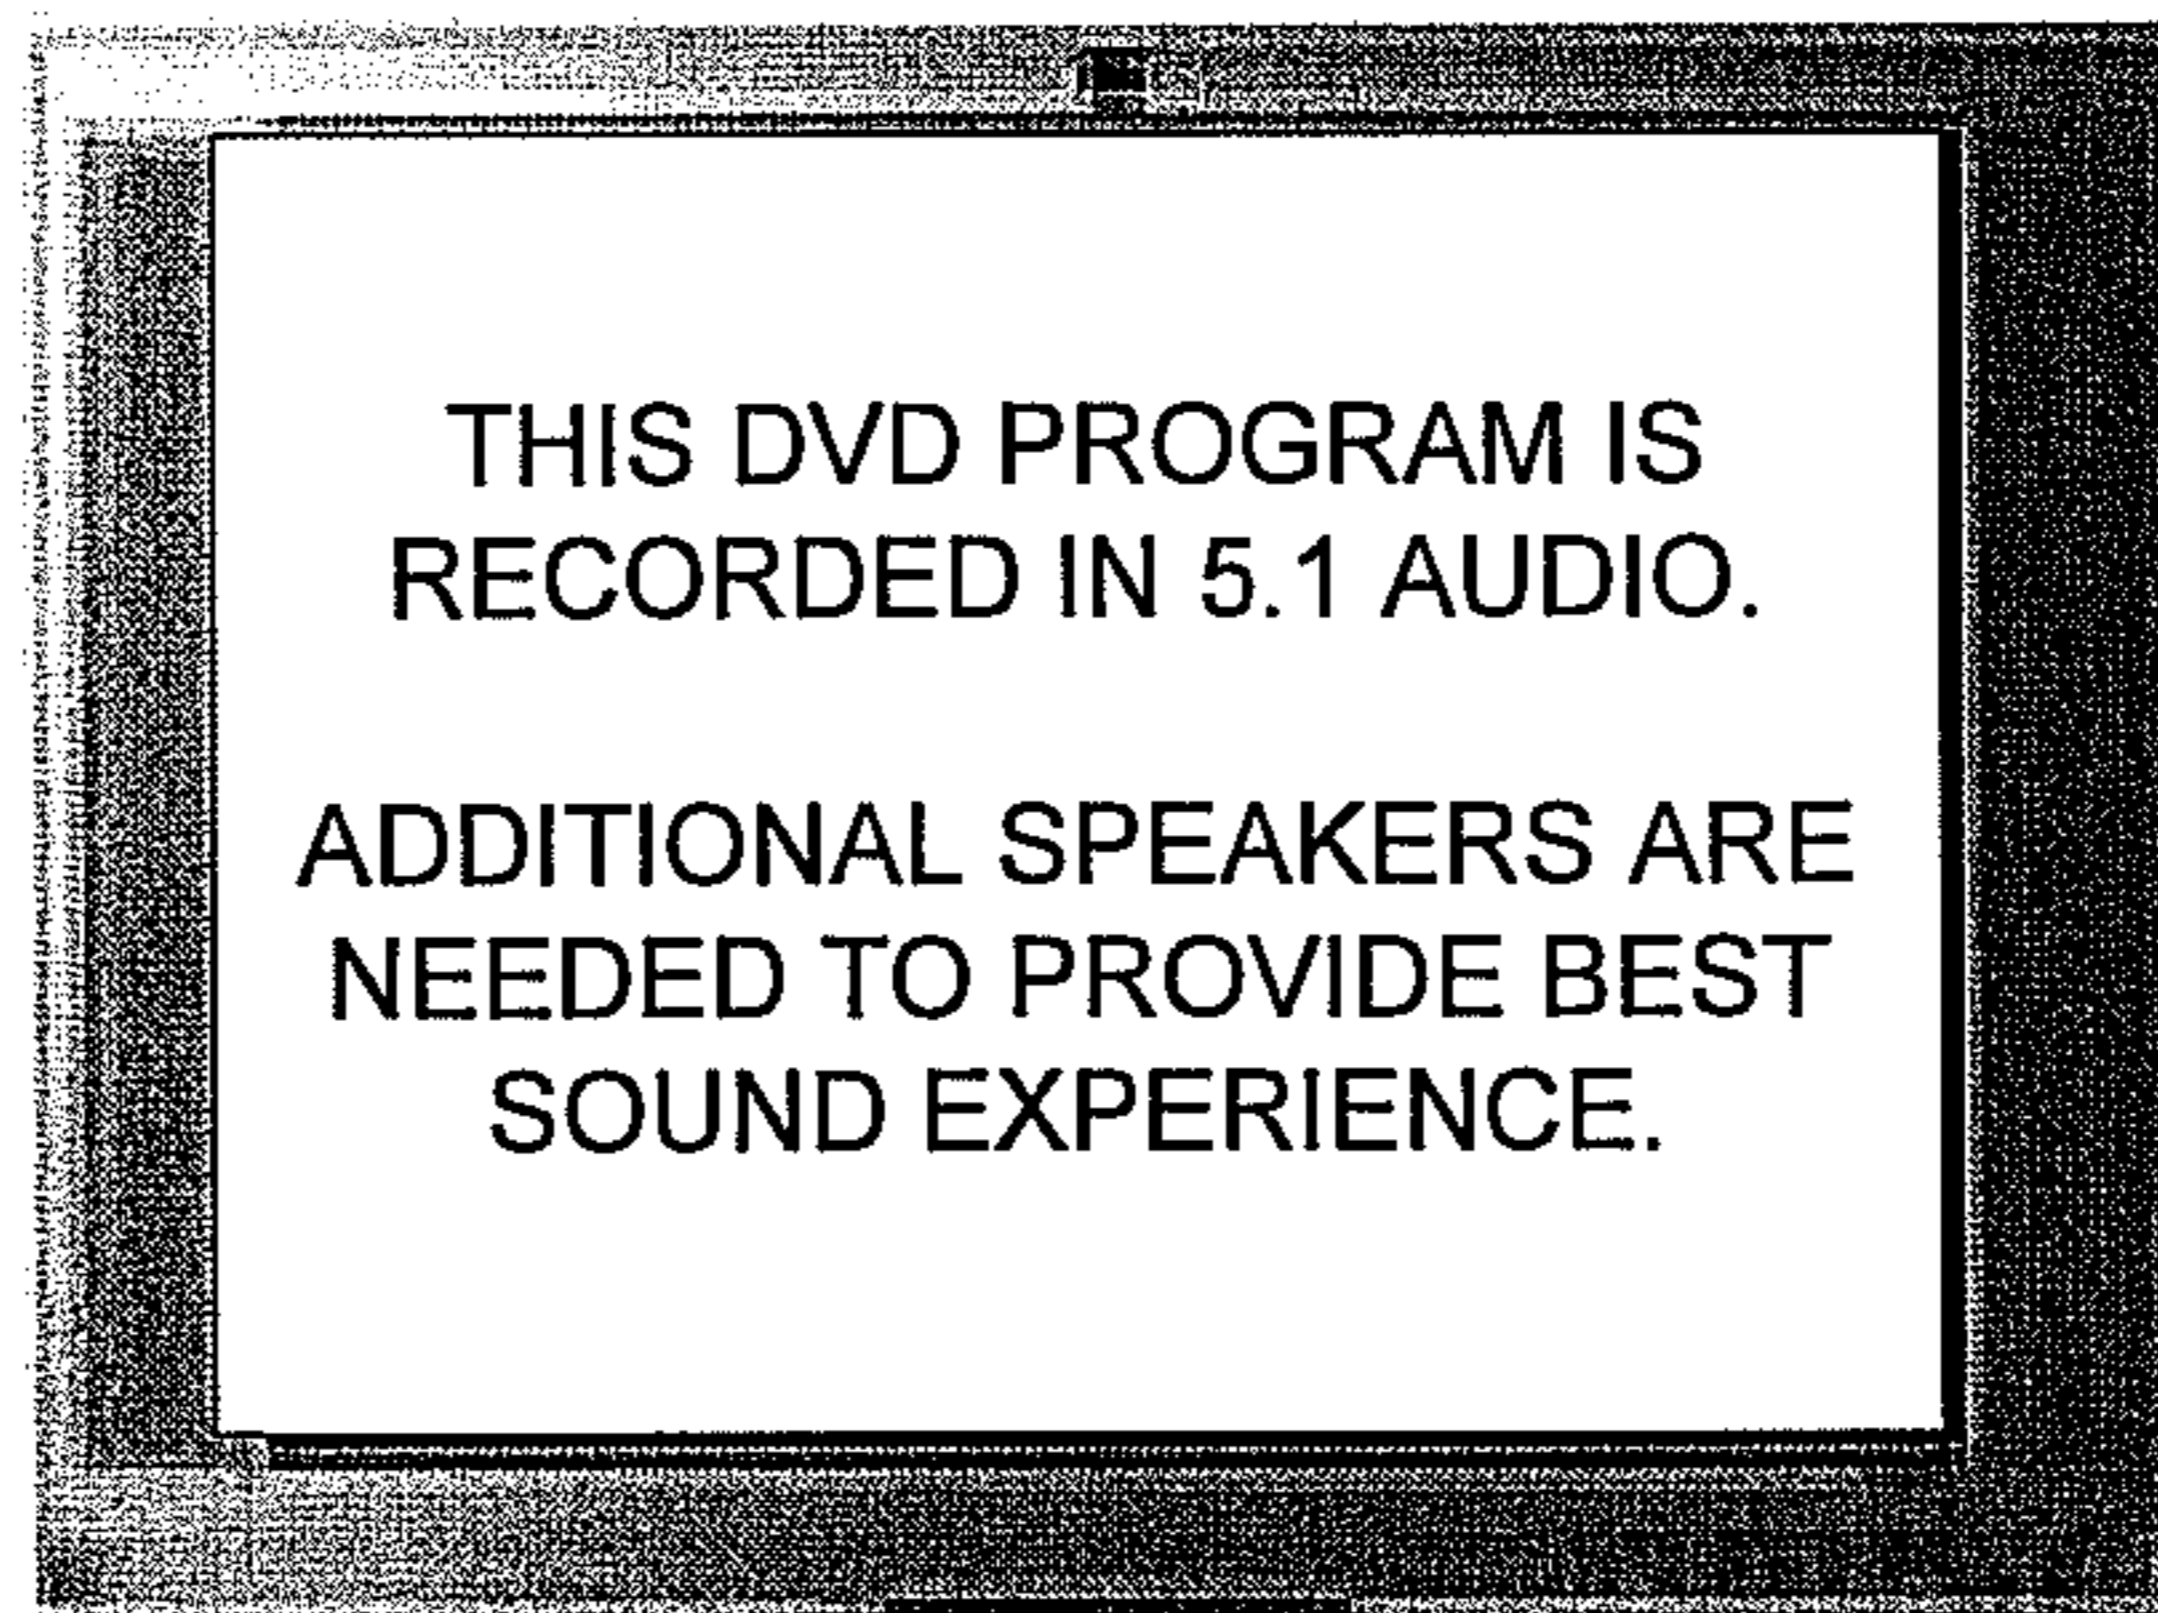 THIS DVD PROGRAM IS
RECORDED IN 5.1 AUDIO.
ADDITIONAL SPEAKERS ARE
NEEDED TO PROVIDE BEST
SOUND EXPERIENCE.